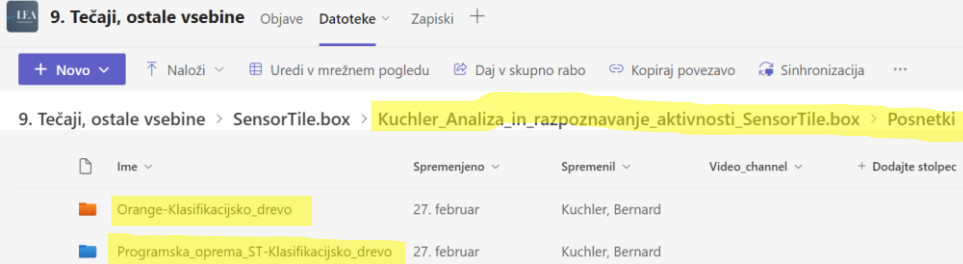 LEA
9. Tečaji, ostale vsebine Objave Datoteke Zapiski +
+ Novo Naloži Uredi v mrežnem pogledu Daj v skupno rabo Kopiraj povezavo Sinhronizacija ...
9. Tečaji, ostale vsebine > SensorTile.box > Kuchler_Analiza_in_razpoznavanje_aktivnosti_SensorTile.box > Posnetki
Ime Spremenjeno Spremenil Video_channel + Dodajte stolpec
Orange-Klasifikacijsko_drevo 27. februar Kuchler, Bernard
Programska_oprema_ST-Klasifikacijsko_drevo 27. februar Kuchler, Bernard